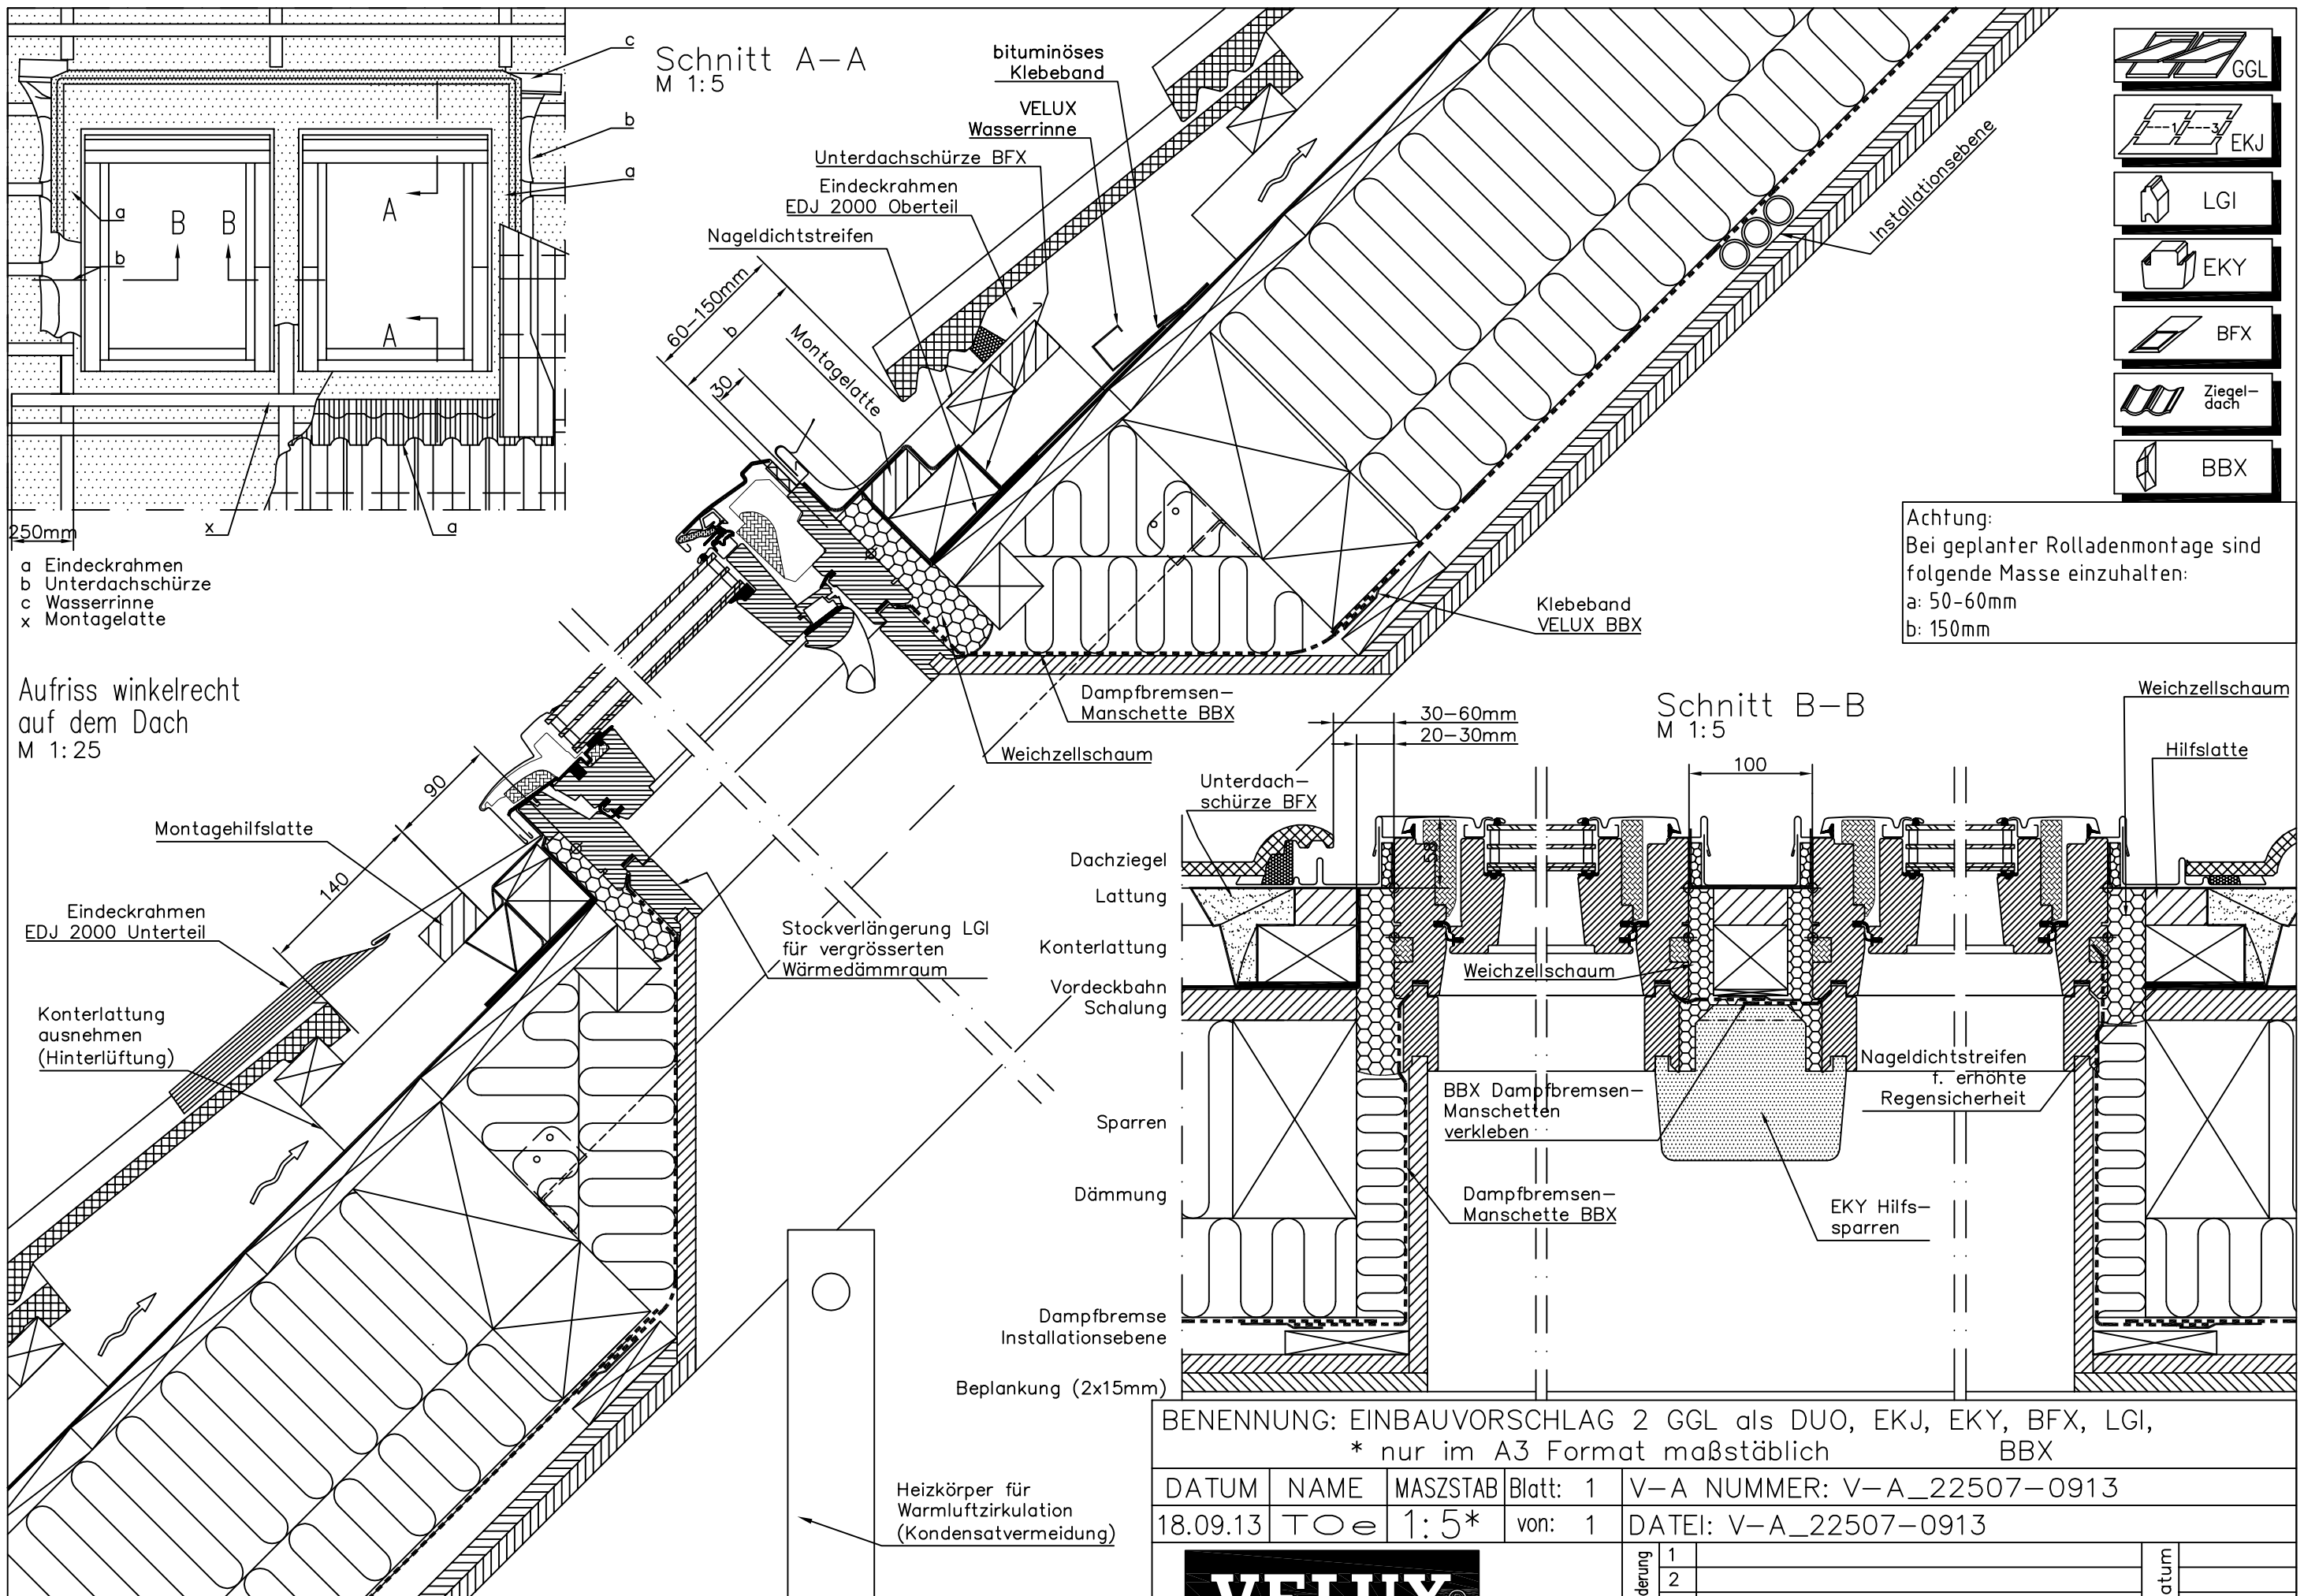 c
b
a
a
b
B
B
A
A
250mm
x
a
a Eindeckrahmen
b Unterdachschürze
c Wasserrinne
x Montagelatte
Aufriss winkelrecht
auf dem Dach
M 1:25
Schnitt A-A
M 1:5
bituminöses
Klebeband
VELUX
Wasserrinne
Unterdachschürze BFX
Eindeckrahmen
EDJ 2000 Oberteil
Nageldichtstreifen
60-150mm
b
30
Montagelatte
Installationsebene
Klebeband
VELUX BBX
Dampfbremsen-
Manschette BBX
Weichzellschaum
90
140
Montagehilfslatte
Eindeckrahmen
EDJ 2000 Unterteil
Konterlattung
ausnehmen
(Hinterlüftung)
Stockverlängerung LGI
für vergrösserten
Wärmedämmraum
Heizkörper für
Warmluftzirkulation
(Kondensatvermeidung)
GGL
1
3
EKJ
LGI
EKY
BFX
Ziegel-
dach
BBX
Achtung:
Bei geplanter Rolladenmontage sind
folgende Masse einzuhalten:
a: 50-60mm
b: 150mm
Schnitt B-B
M 1:5
30-60mm
20-30mm
100
58
Weichzellschaum
Hilfslatte
Unterdach-
schürze BFX
Dachziegel
Lattung
Konterlattung
Vordeckbahn
Schalung
Sparren
Dämmung
Dampfbremse
Installationsebene
Beplankung (2x15mm)
Weichzellschaum
BBX Dampfbremsen-
Manschetten
verkleben
Dampfbremsen-
Manschette BBX
Nageldichtstreifen
f. erhöhte
Regensicherheit
EKY Hilfs-
sparren
BENENNUNG: EINBAUVORSCHLAG 2 GGL als DUO, EKJ, EKY, BFX, LGI,
* nur im A3 Format maßstäblich BBX
DATUM NAME MASZSTAB Blatt: 1 V-A NUMMER: V-A_22507-0913
18.09.13 TOe 1:5* von: 1 DATEI: V-A_22507-0913
VELUX®
1
2